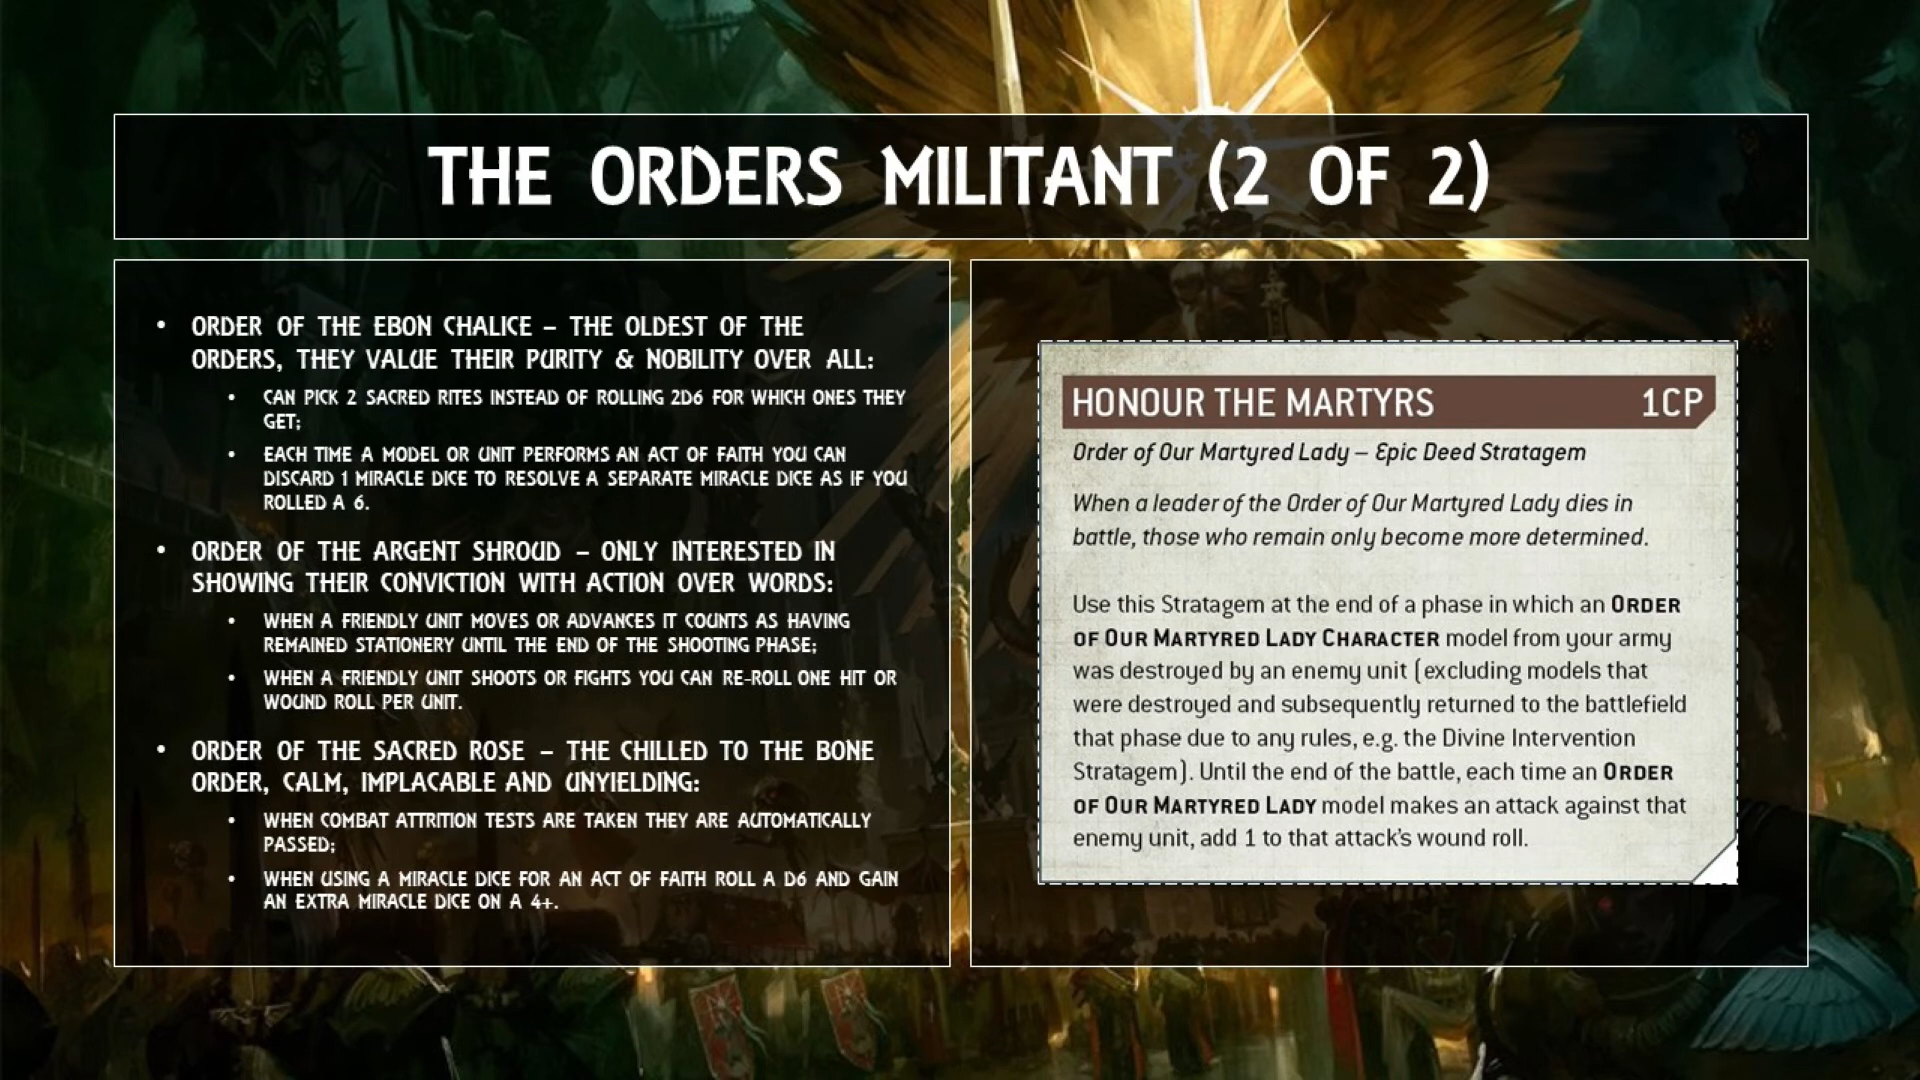 THE ORDERS MILITANT (2 OF 2)
• ORDER OF THE EBON CHALICE – THE OLDEST OF THE
ORDERS, THEY VALUE THEIR PURITY & NOBILITY OVER ALL:
• CAN PICK 2 SACRED RITES INSTEAD OF ROLLING 2D6 FOR WHICH ONES THEY
GET;
• EACH TIME A MODEL OR UNIT PERFORMS AN ACT OF FAITH YOU CAN
DISCARD 1 MIRACLE DICE TO RESOLVE A SEPARATE MIRACLE DICE AS IF YOU
ROLLED A 6.
• ORDER OF THE ARGENT SHROUD – ONLY INTERESTED IN
SHOWING THEIR CONVICTION WITH ACTION OVER WORDS:
• WHEN A FRIENDLY UNIT MOVES OR ADVANCES IT COUNTS AS HAVING
REMAINED STATIONERY UNTIL THE END OF THE SHOOTING PHASE;
• WHEN A FRIENDLY UNIT SHOOTS OR FIGHTS YOU CAN RE-ROLL ONE HIT OR
WOUND ROLL PER UNIT.
• ORDER OF THE SACRED ROSE – THE CHILLED TO THE BONE
ORDER, CALM, IMPLACABLE AND UNYIELDING:
• WHEN COMBAT ATTRITION TESTS ARE TAKEN THEY ARE AUTOMATICALLY
PASSED;
• WHEN USING A MIRACLE DICE FOR AN ACT OF FAITH ROLL A D6 AND GAIN
AN EXTRA MIRACLE DICE ON A 4+.
HONOUR THE MARTYRS 1CP
Order of Our Martyred Lady – Epic Deed Stratagem
When a leader of the Order of Our Martyred Lady dies in
battle, those who remain only become more determined.
Use this Stratagem at the end of a phase in which an ORDER
OF OUR MARTYRED LADY CHARACTER model from your army
was destroyed by an enemy unit (excluding models that
were destroyed and subsequently returned to the battlefield
that phase due to any rules, e.g. the Divine Intervention
Stratagem). Until the end of the battle, each time an ORDER
OF OUR MARTYRED LADY model makes an attack against that
enemy unit, add 1 to that attack's wound roll.